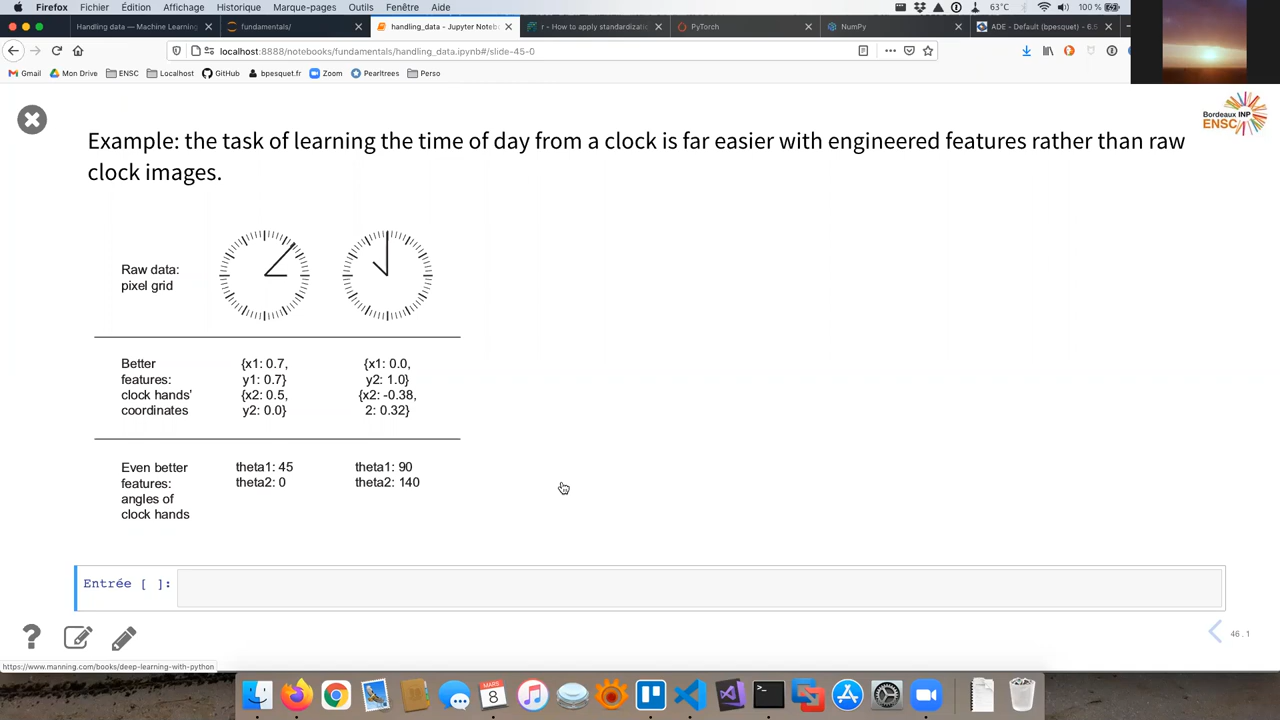 Firefox Fichier Édition Affichage Historique Marque-pages Outils Fenêtre Aide 63°C 100 %
Handling data — Machine Learning fundamentals/ handling_data - Jupyter Noteb r - How to apply standardizatio PyTorch NumPy ADE - Default (bpesquet) - 6.5
localhost:8888/notebooks/fundamentals/handling_data.ipynb#/slide-45-0
Gmail Mon Drive ENSC Localhost GitHub bpesquet.fr Zoom Pearltrees Perso
Bordeaux INP
ENSC
Example: the task of learning the time of day from a clock is far easier with engineered features rather than raw
clock images.
Raw data:
pixel grid
Better
features:
clock hands’
coordinates
{x1: 0.7,
y1: 0.7}
{x2: 0.5,
y2: 0.0}
{x1: 0.0,
y2: 1.0}
{x2: -0.38,
2: 0.32}
Even better
features:
angles of
clock hands
theta1: 45
theta2: 0
theta1: 90
theta2: 140
Entrée [ ]:
46.1
https://www.manning.com/books/deep-learning-with-python
MARS
8